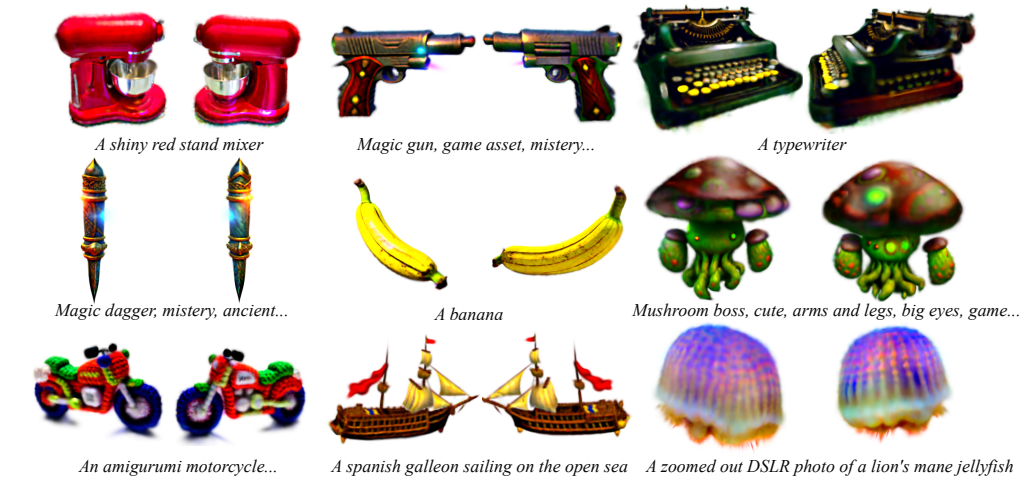 A shiny red stand mixer
Magic gun, game asset, mistery...
A typewriter
Magic dagger, mistery, ancient...
A banana
Mushroom boss, cute, arms and legs, big eyes, game...
An amigurumi motorcycle...
A spanish galleon sailing on the open sea
A zoomed out DSLR photo of a lion's mane jellyfish